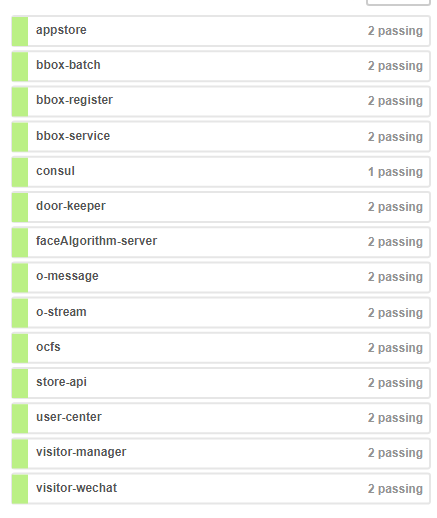 appstore 2 passing
bbox-batch 2 passing
bbox-register 2 passing
bbox-service 2 passing
consul 1 passing
door-keeper 2 passing
faceAlgorithm-server 2 passing
o-message 2 passing
o-stream 2 passing
ocfs 2 passing
store-api 2 passing
user-center 2 passing
visitor-manager 2 passing
visitor-wechat 2 passing